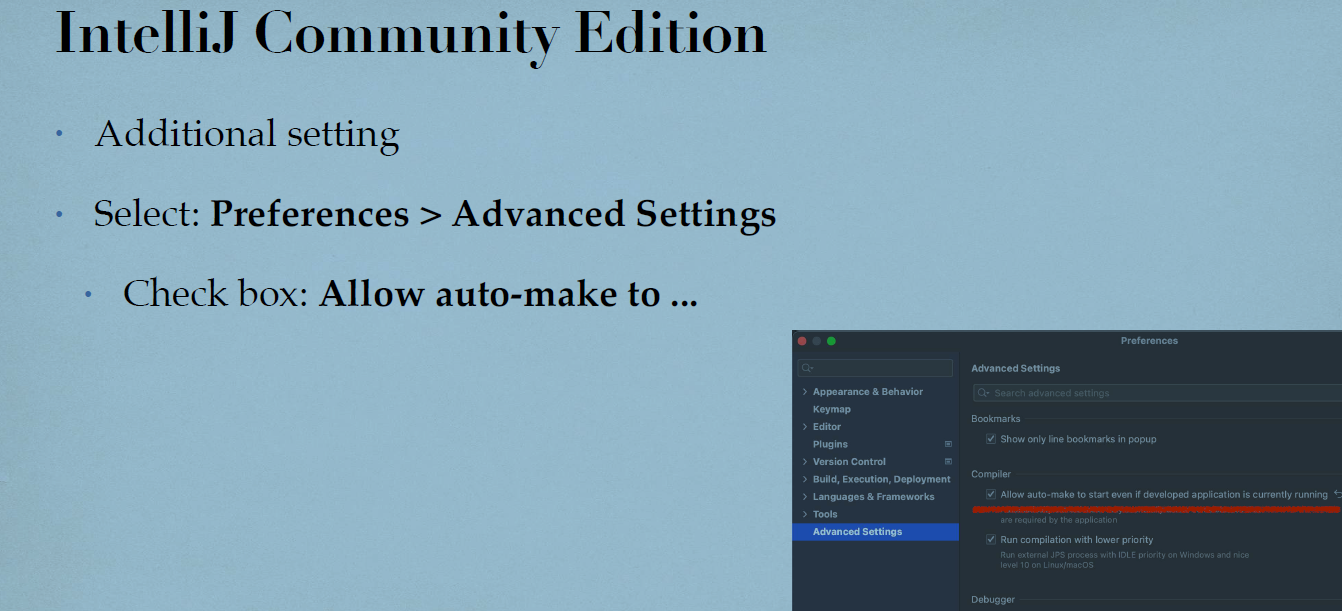 IntelliJ Community Edition
• Additional setting
• Select: Preferences > Advanced Settings
• Check box: Allow auto-make to ...
Preferences
Appearance & Behavior
Keymap
Editor
Plugins
Version Control
Build, Execution, Deployment
Languages & Frameworks
Tools
Advanced Settings
Advanced Settings
Search advanced settings
Bookmarks
Show only line bookmarks in popup
Compiler
Allow auto-make to start even if developed application is currently running
are required by the application
Run compilation with lower priority
Run external JPS process with IDLE priority on Windows and nice
level 10 on Linux/macOS
Debugger